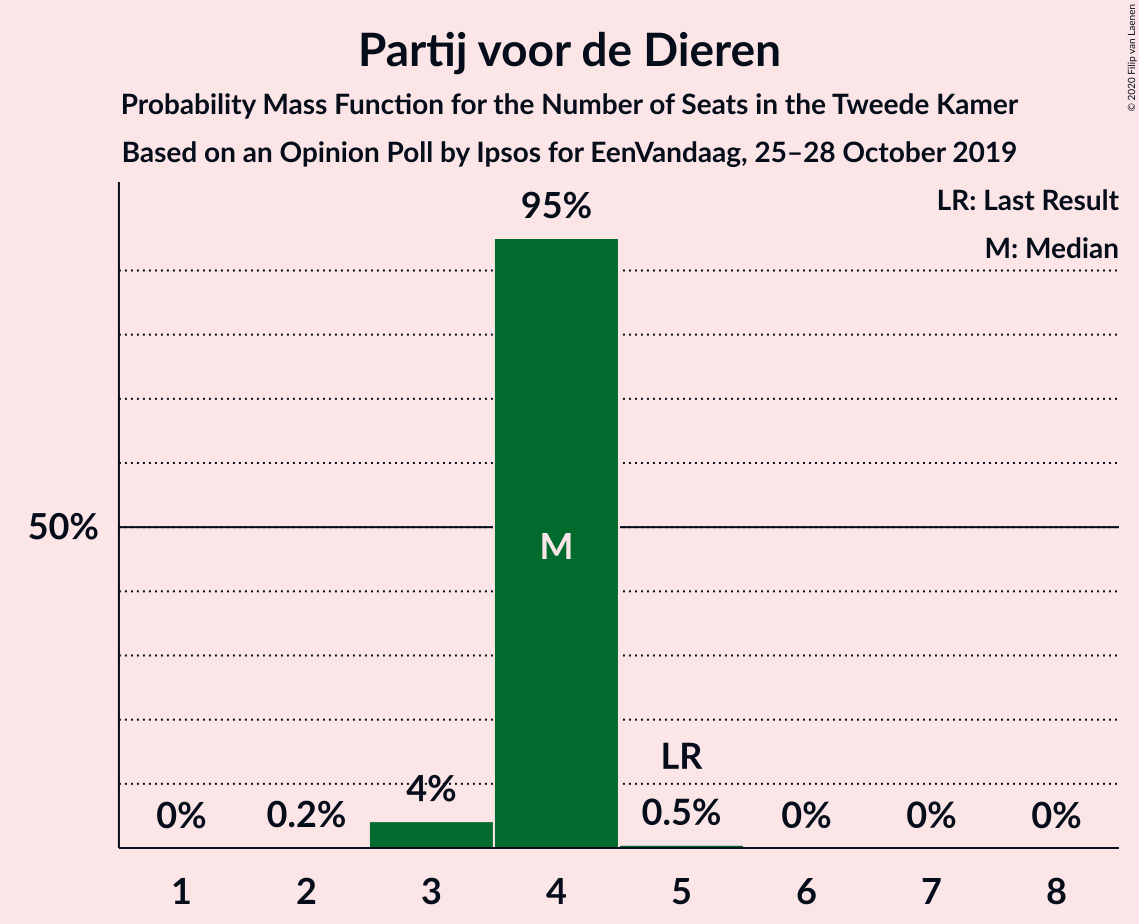 Partij voor de Dieren
Probability Mass Function for the Number of Seats in the Tweede Kamer
Based on an Opinion Poll by Ipsos for EenVandaag, 25–28 October 2019
© 2020 Filip van Laenen
LR: Last Result
M: Median
95%
50%
M
LR
4%
0%
0.2%
0.5%
0%
0%
0%
1
2
3
4
5
6
7
8